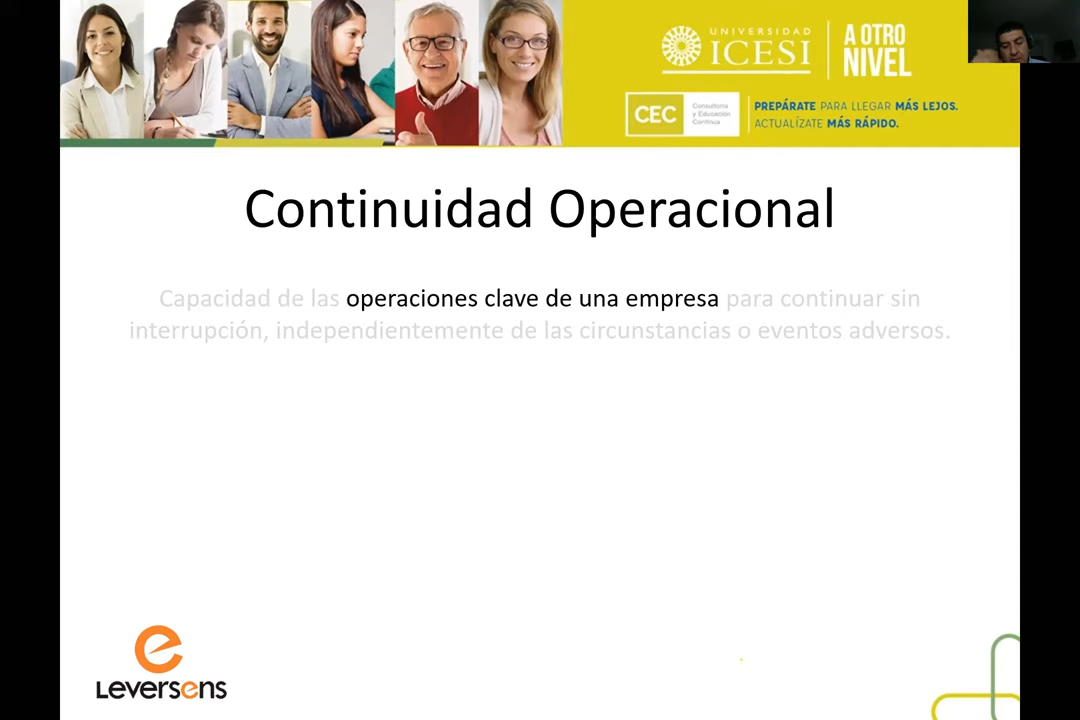 UNIVERSIDAD
ICESI
A OTRO
NIVEL
CEC
Consultoría
y Educación
Continua
PREPÁRATE PARA LLEGAR MÁS LEJOS.
ACTUALÍZATE MÁS RÁPIDO.
Continuidad Operacional
Capacidad de las operaciones clave de una empresa para continuar sin
interrupción, independientemente de las circunstancias o eventos adversos.
e
Leversens